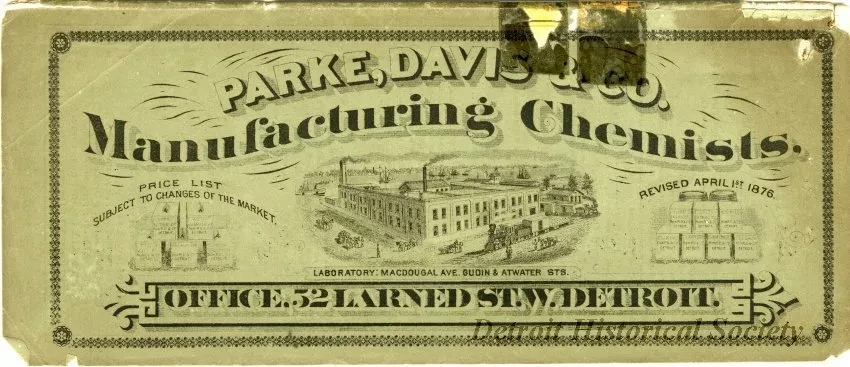 PARKE, DAVIS & CO.
Manufacturing Chemists.
PRICE LIST
SUBJECT TO CHANGES OF THE MARKET.
REVISED APRIL 1ST 1876.
LABORATORY: MACDOUGAL AVE. GUOIN & ATWATER STS.
OFFICE, 52 LARNED ST. W. DETROIT.
Detroit Historical Society